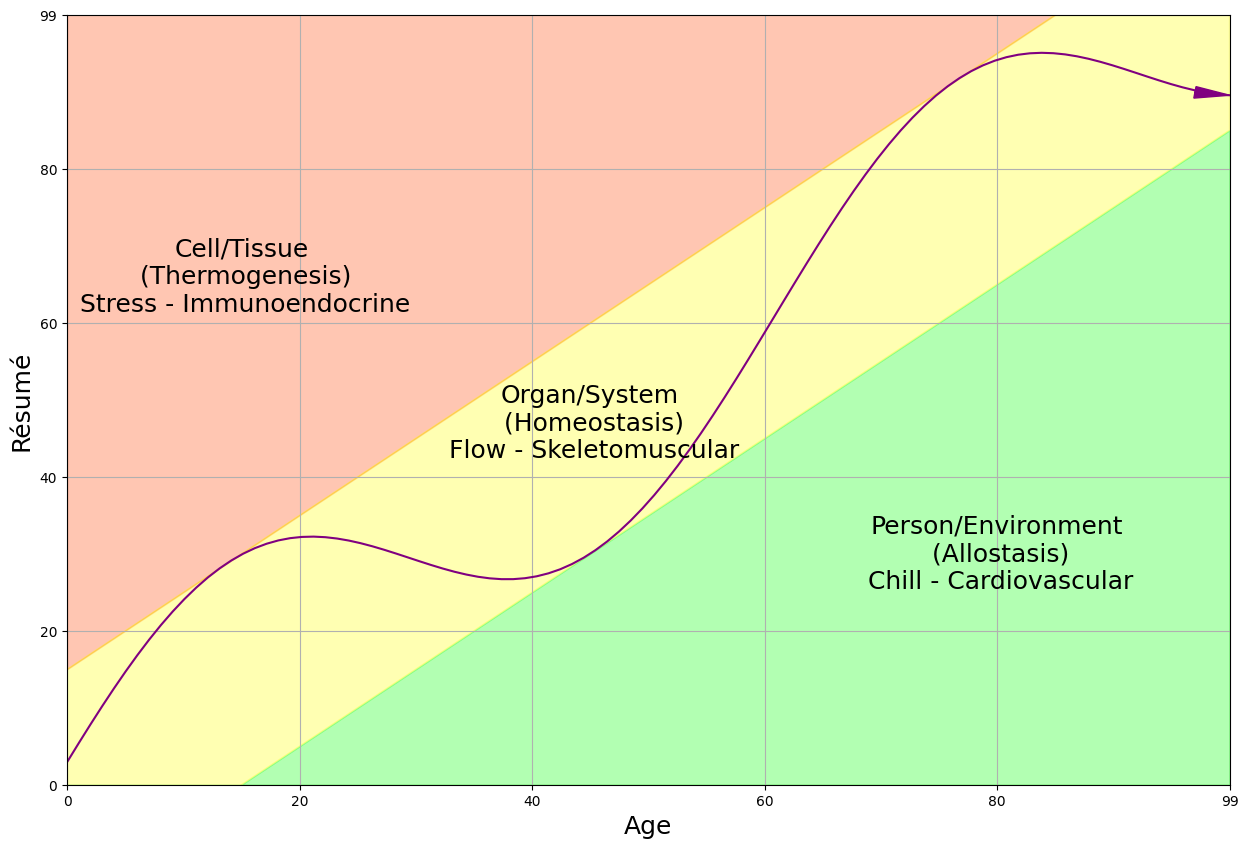 99
80
60
40
20
0
Résumé
Cell/Tissue
(Thermogenesis)
Stress - Immunoendocrine
Organ/System
(Homeostasis)
Flow - Skeletomuscular
Person/Environment
(Allostasis)
Chill - Cardiovascular
0 20 40 60 80 99
Age